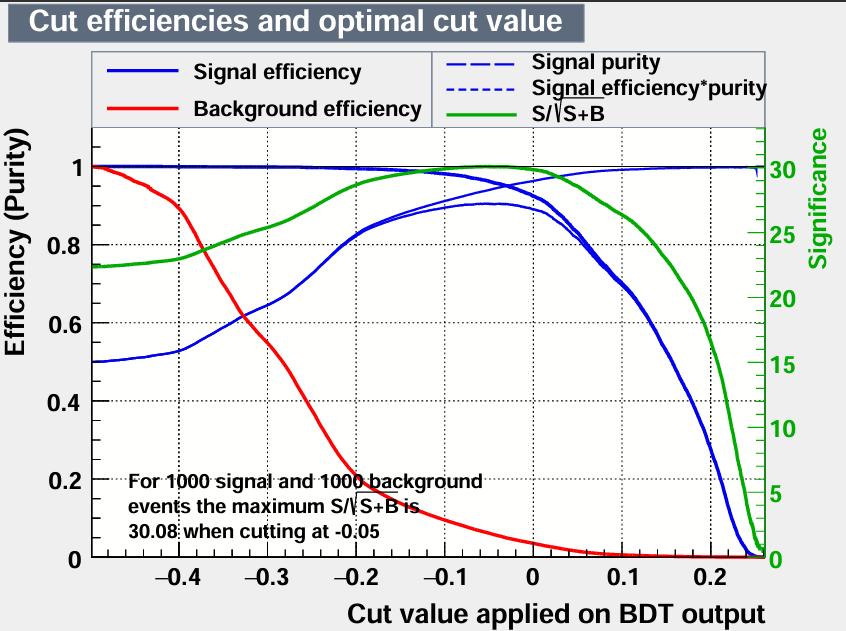 Cut efficiencies and optimal cut value
Signal efficiency
Background efficiency
Signal purity
Signal efficiency*purity
S/√S+B
Efficiency (Purity)
1
0.8
0.6
0.4
0.2
0
Significance
30
25
20
15
10
5
0
For 1000 signal and 1000 background
events the maximum S/√S+B is
30.08 when cutting at -0.05
−0.4 −0.3 −0.2 −0.1 0 0.1 0.2
Cut value applied on BDT output